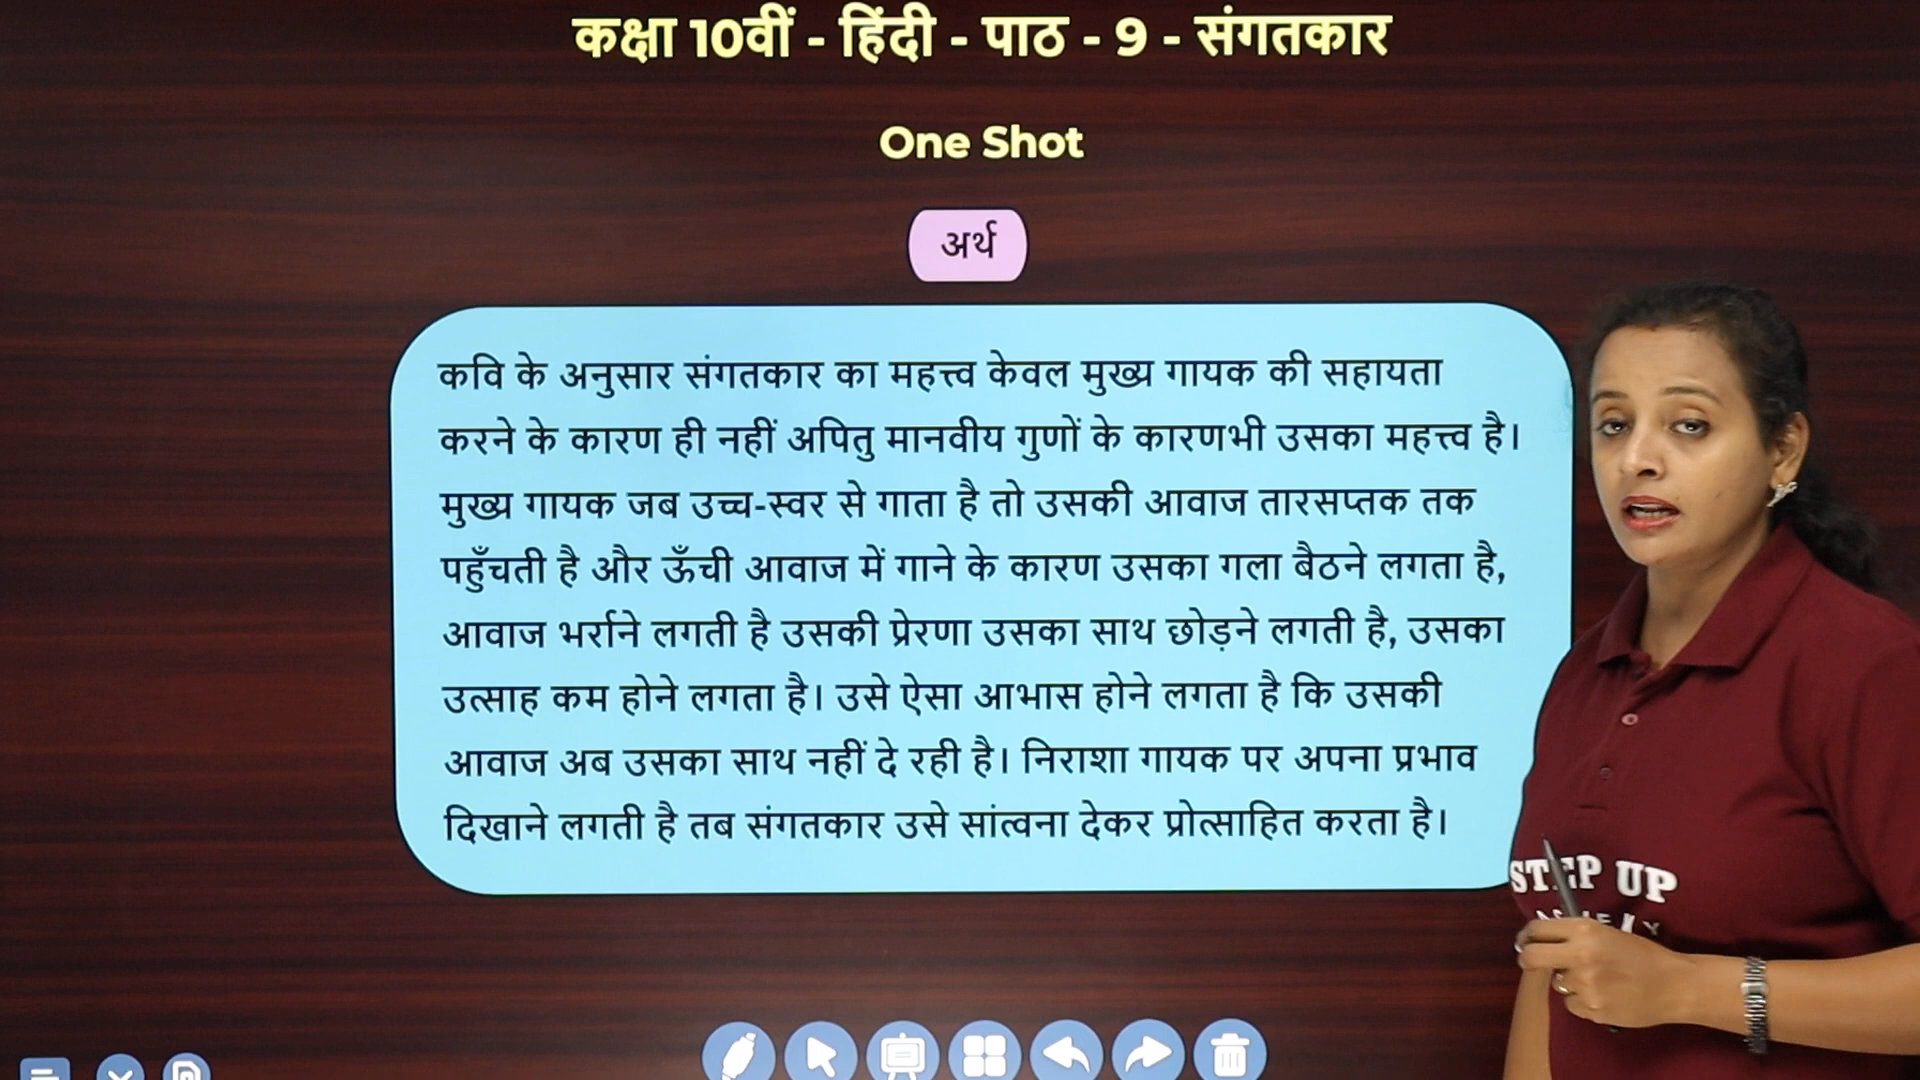 कक्षा 10वीं - हिंदी - पाठ - 9 - संगतकार
One Shot
अर्थ
कवि के अनुसार संगतकार का महत्त्व केवल मुख्य गायक की सहायता
करने के कारण ही नहीं अपितु मानवीय गुणों के कारणभी उसका महत्त्व है।
मुख्य गायक जब उच्च-स्वर से गाता है तो उसकी आवाज तारसप्तक तक
पहुँचती है और ऊँची आवाज में गाने के कारण उसका गला बैठने लगता है,
आवाज भर्राने लगती है उसकी प्रेरणा उसका साथ छोड़ने लगती है, उसका
उत्साह कम होने लगता है। उसे ऐसा आभास होने लगता है कि उसकी
आवाज अब उसका साथ नहीं दे रही है। निराशा गायक पर अपना प्रभाव
दिखाने लगती है तब संगतकार उसे सांत्वना देकर प्रोत्साहित करता है।
STEP UP